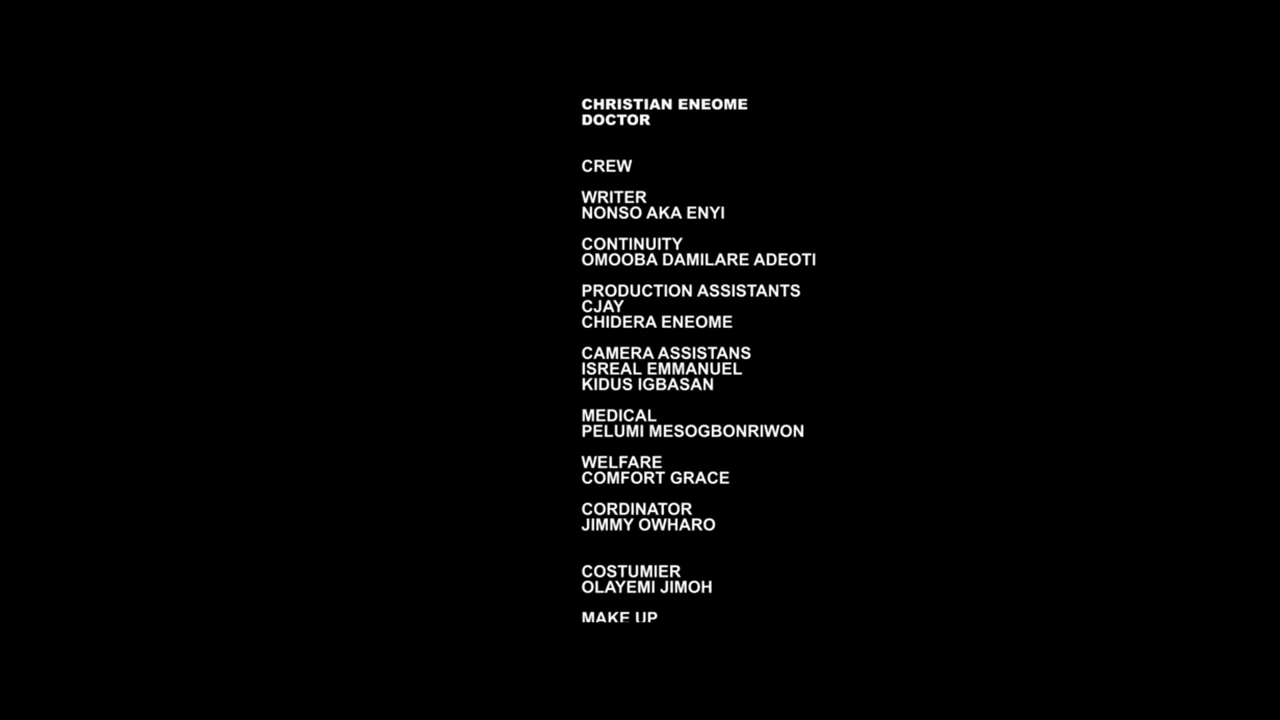 CHRISTIAN ENEOME
DOCTOR
CREW
WRITER
NONSO AKA ENYI
CONTINUITY
OMOOBA DAMILARE ADEOTI
PRODUCTION ASSISTANTS
CJAY
CHIDERA ENEOME
CAMERA ASSISTANS
ISREAL EMMANUEL
KIDUS IGBASAN
MEDICAL
PELUMI MESOGBONRIWON
WELFARE
COMFORT GRACE
CORDINATOR
JIMMY OWHARO
COSTUMIER
OLAYEMI JIMOH
MAKE UP